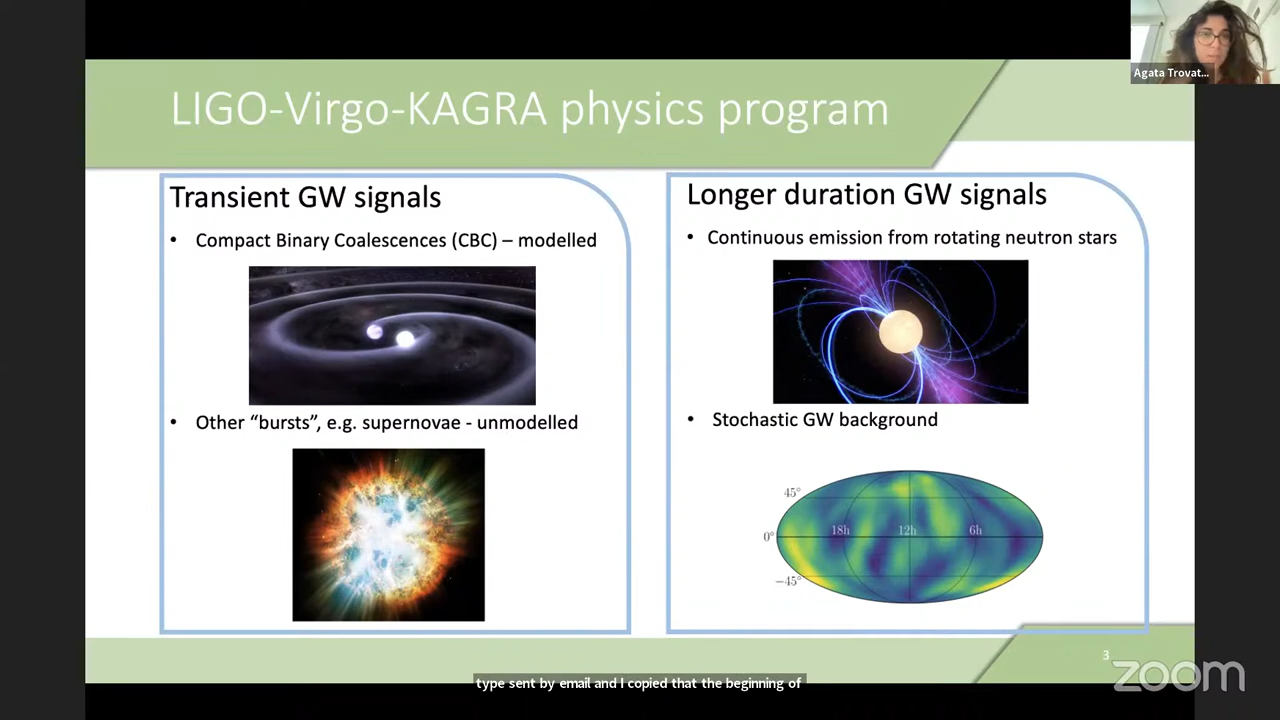 Agata Trovat...
LIGO-Virgo-KAGRA physics program
Transient GW signals
• Compact Binary Coalescences (CBC) – modelled
• Other “bursts”, e.g. supernovae - unmodelled
Longer duration GW signals
• Continuous emission from rotating neutron stars
• Stochastic GW background
45°
0°
−45°
18h
12h
6h
3
zoom
type sent by email and I copied that the beginning of